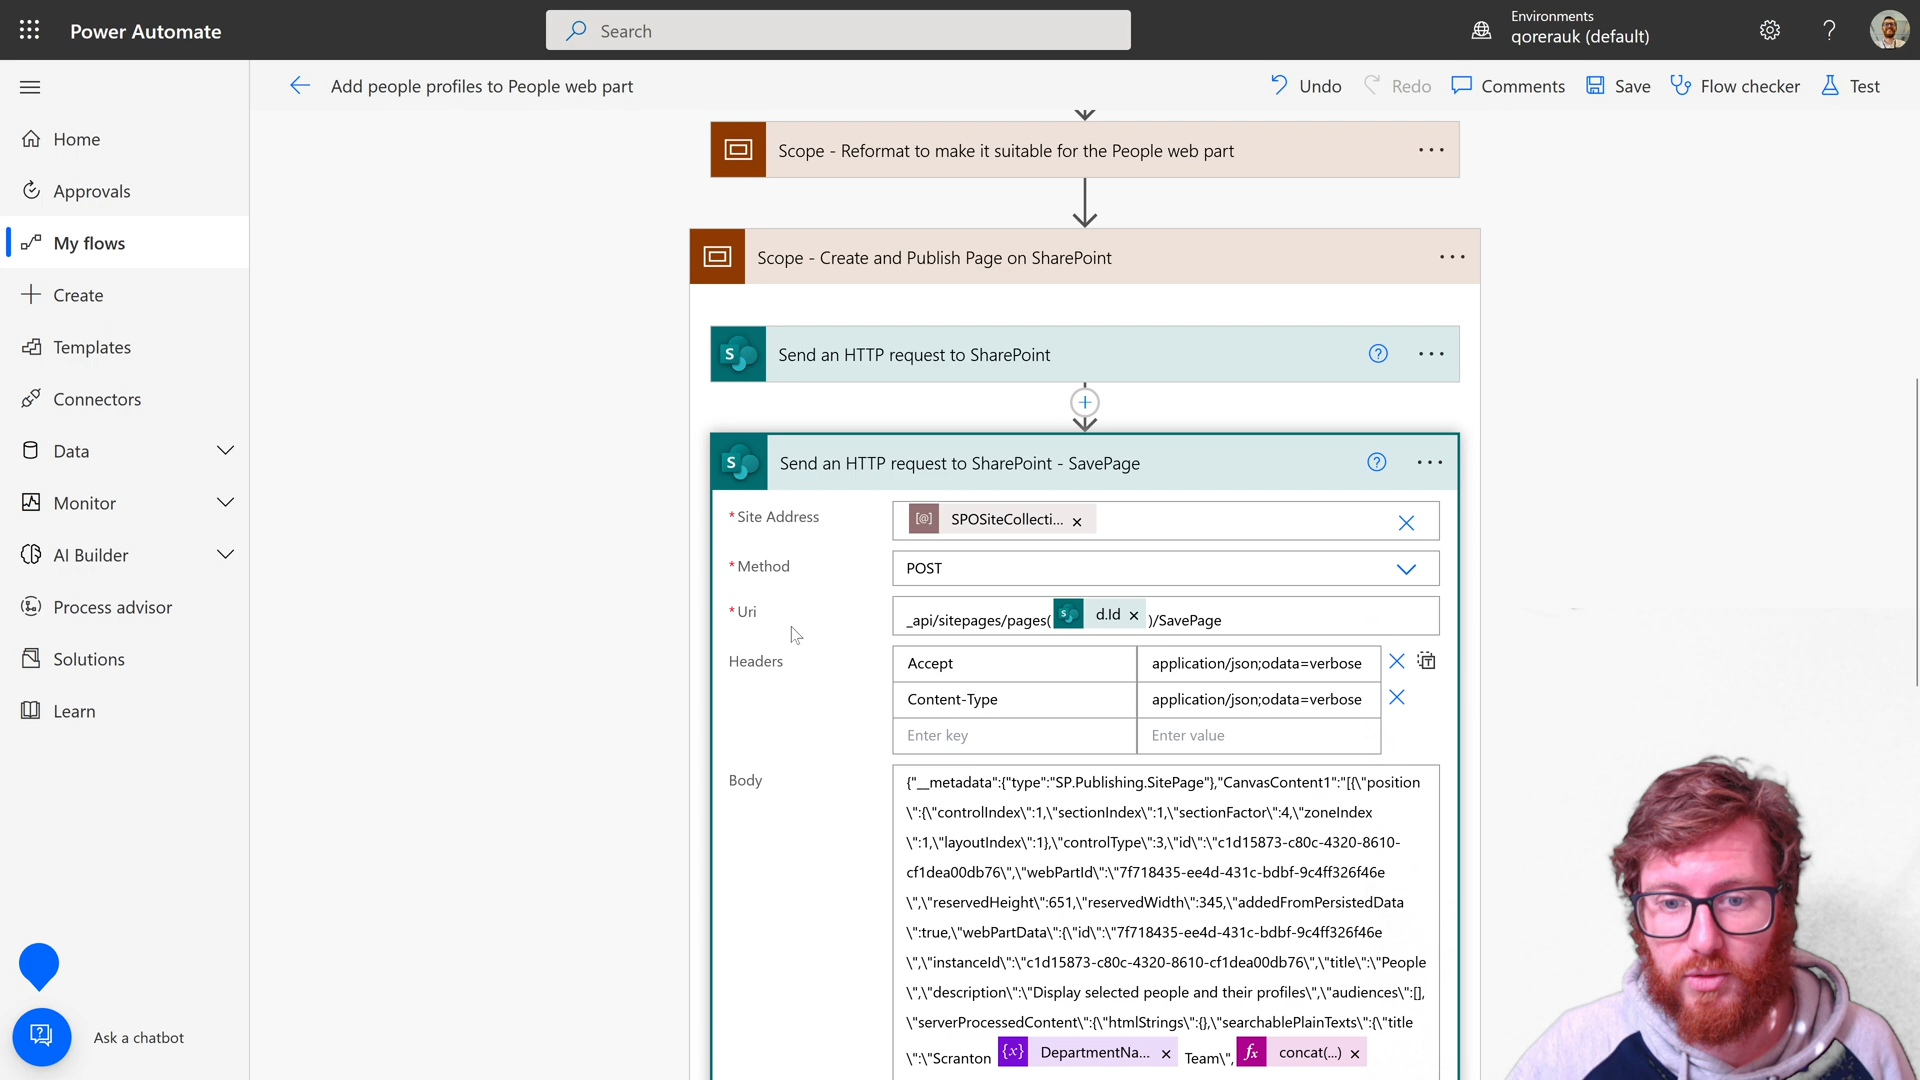 Power Automate
Search
Environments
qorerauk (default)
?
Add people profiles to People web part
Undo
Redo
Comments
Save
Flow checker
Test
Home
Approvals
My flows
Create
Templates
Connectors
Data
Monitor
AI Builder
Process advisor
Solutions
Learn
Ask a chatbot
Scope - Reformat to make it suitable for the People web part
Scope - Create and Publish Page on SharePoint
Send an HTTP request to SharePoint
Send an HTTP request to SharePoint - SavePage
* Site Address
SPOSiteCollecti...
* Method
POST
* Uri
_api/sitepages/pages( d.Id )/SavePage
Headers
Accept application/json;odata=verbose
Content-Type application/json;odata=verbose
Enter key Enter value
Body
{"__metadata":{"type":"SP.Publishing.SitePage"},"CanvasContent1":"[{\"position
\":{\"controlIndex\":1,\"sectionIndex\":1,\"sectionFactor\":4,\"zoneIndex
\":1,\"layoutIndex\":1},\"controlType\":3,\"id\":\"c1d15873-c80c-4320-8610-
cf1dea00db76\",\"webPartId\":\"7f718435-ee4d-431c-bdbf-9c4ff326f46e
\",\"reservedHeight\":651,\"reservedWidth\":345,\"addedFromPersistedData
\":true,\"webPartData\":{\"id\":\"7f718435-ee4d-431c-bdbf-9c4ff326f46e
\",\"instanceId\":\"c1d15873-c80c-4320-8610-cf1dea00db76\",\"title\":\"People
\",\"description\":\"Display selected people and their profiles\",\"audiences\":[],
\"serverProcessedContent\":{\"htmlStrings\":{},\"searchablePlainTexts\":{\"title
\":\"Scranton {x} DepartmentNa... Team\", fx concat(...)